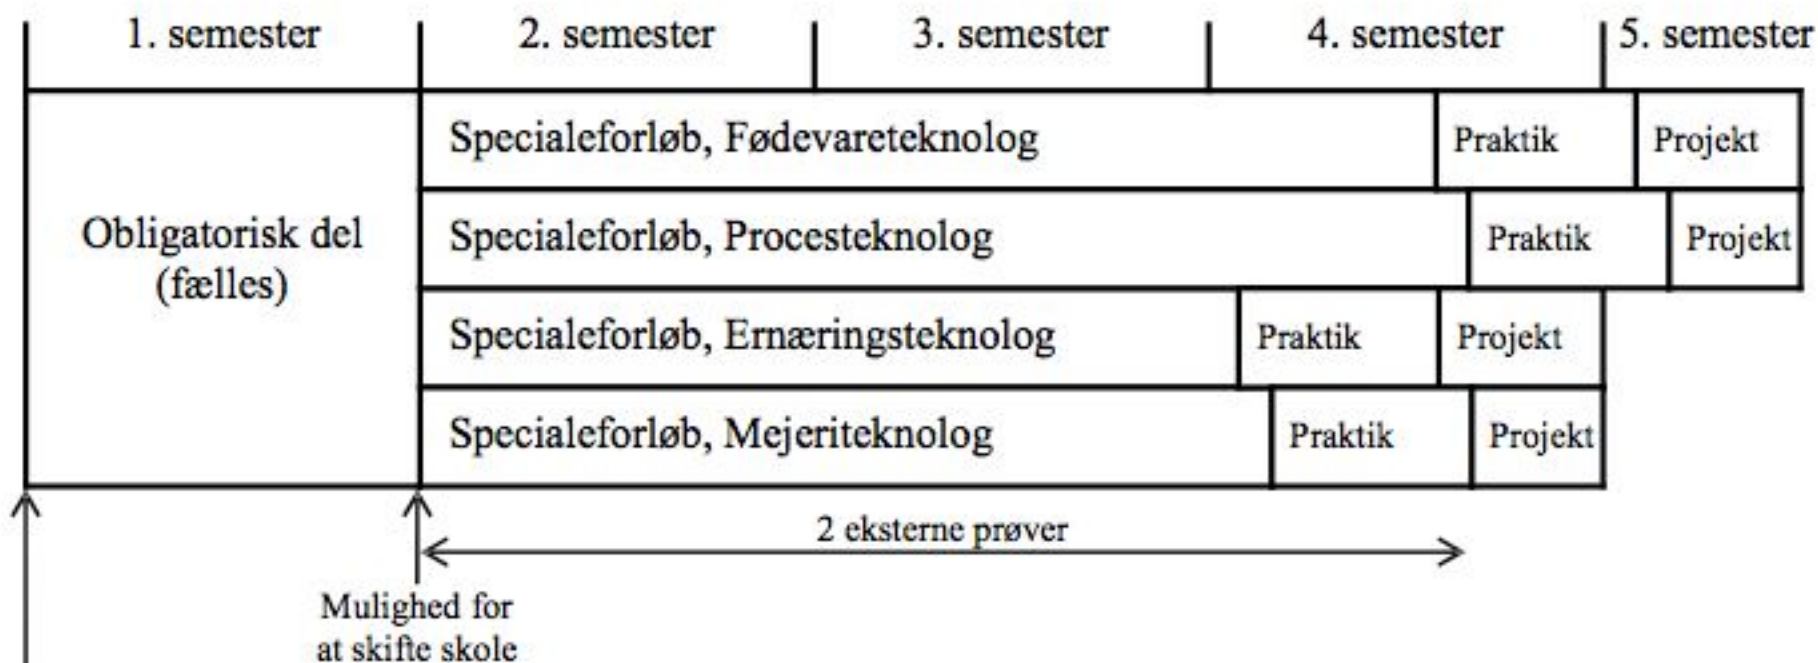 1. semester 2. semester 3. semester 4. semester 5. semester
Obligatorisk del
(fælles)
Specialeforløb, Fødevareteknolog Praktik Projekt
Specialeforløb, Procesteknolog Praktik Projekt
Specialeforløb, Ernæringsteknolog Praktik Projekt
Specialeforløb, Mejeriteknolog Praktik Projekt
2 eksterne prøver
Mulighed for
at skifte skole